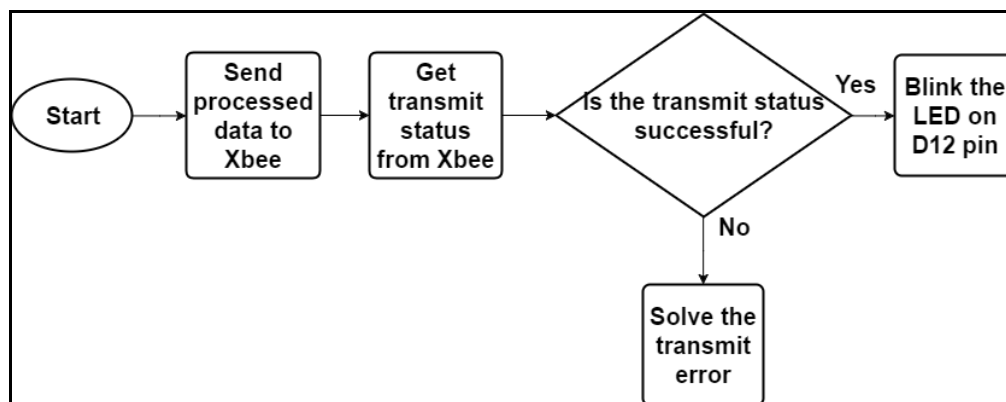 Start
Send
processed
data to
Xbee
Get
transmit
status
from Xbee
Is the transmit status
successful?
Yes
Blink the
LED on
D12 pin
No
Solve the
transmit
error